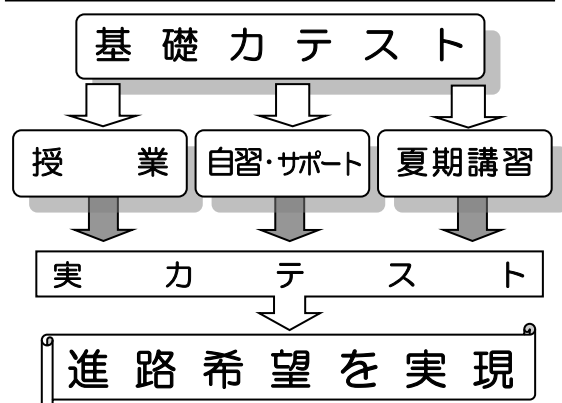 基礎力テスト
授業 自習・サポート 夏期講習
実力テスト
進路希望を実現